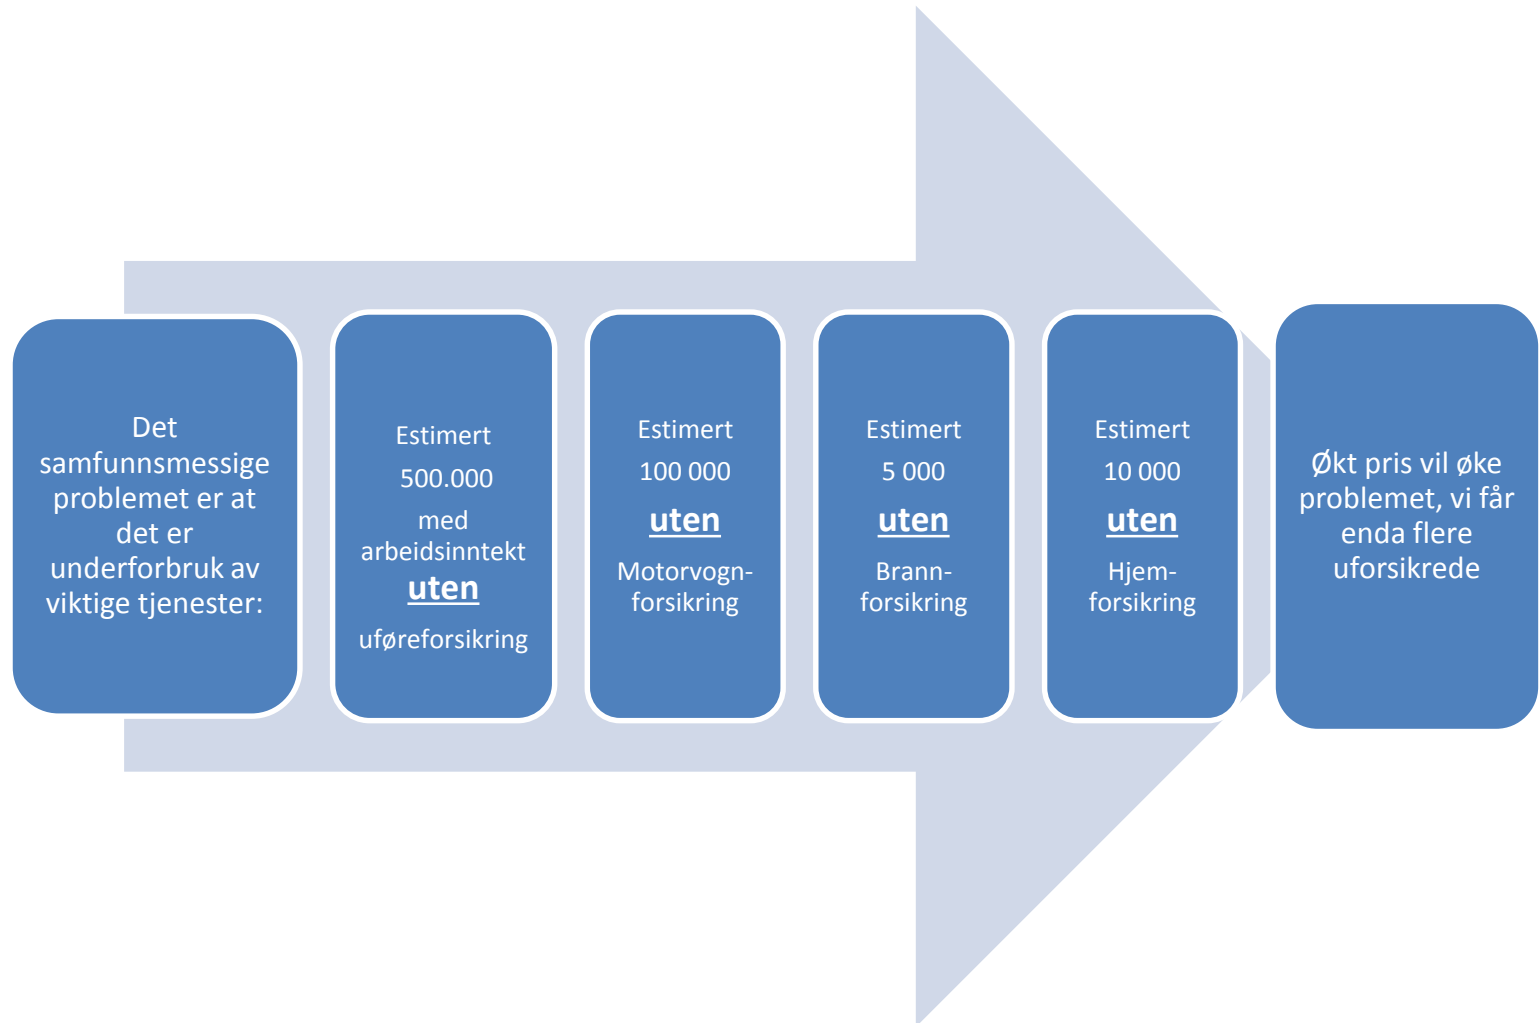 Det
samfunnsmessige
problemet er at
det er
underforbruk av
viktige tjenester:
Estimert
500.000
med
arbeidsinntekt
uten
uføreforsikring
Estimert
100 000
uten
Motorvogn-
forsikring
Estimert
5 000
uten
Brann-
forsikring
Estimert
10 000
uten
Hjem-
forsikring
Økt pris vil øke
problemet, vi får
enda flere
uforsikrede